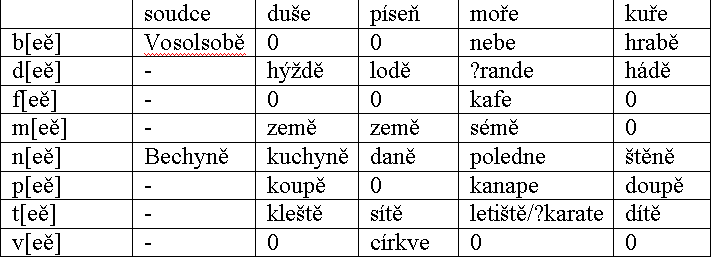 soudce duše píseň moře kuře
b[eě] Vosolsobě 0 0 nebe hrabě
d[eě] - hýždě lodě ?rande hádě
f[eě] - 0 0 kafe 0
m[eě] - země země sémě 0
n[eě] Bechyně kuchyně daně poledne štěně
p[eě] - koupě 0 kanape doupě
t[eě] - kleště sítě letiště/?karate dítě
v[eě] - 0 církve 0 0